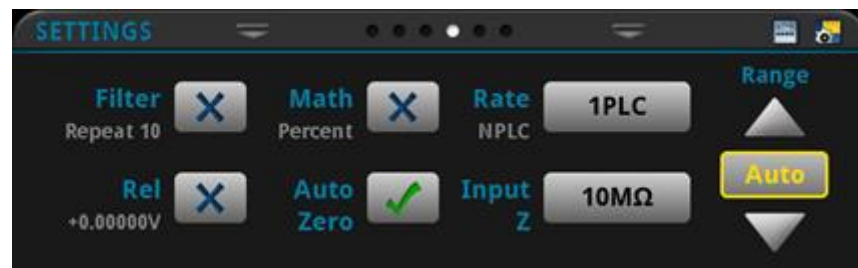 SETTINGS
Filter
Repeat 10
Math
Percent
Rate
NPLC
1PLC
Range
Rel
+0.00000V
Auto
Zero
Input
Z
10MΩ
Auto